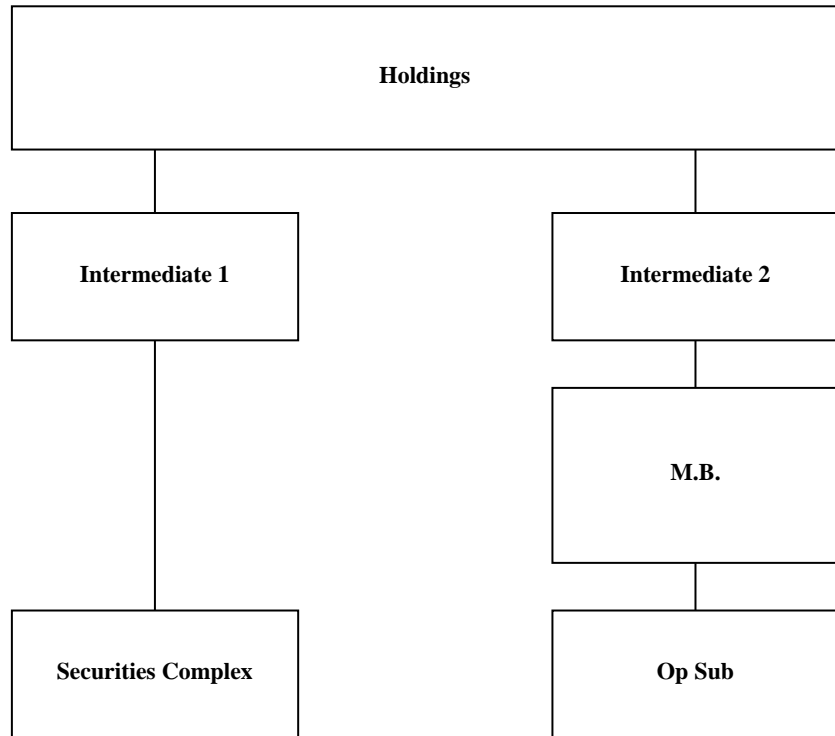 Holdings
Intermediate 1
Intermediate 2
M.B.
Securities Complex
Op Sub